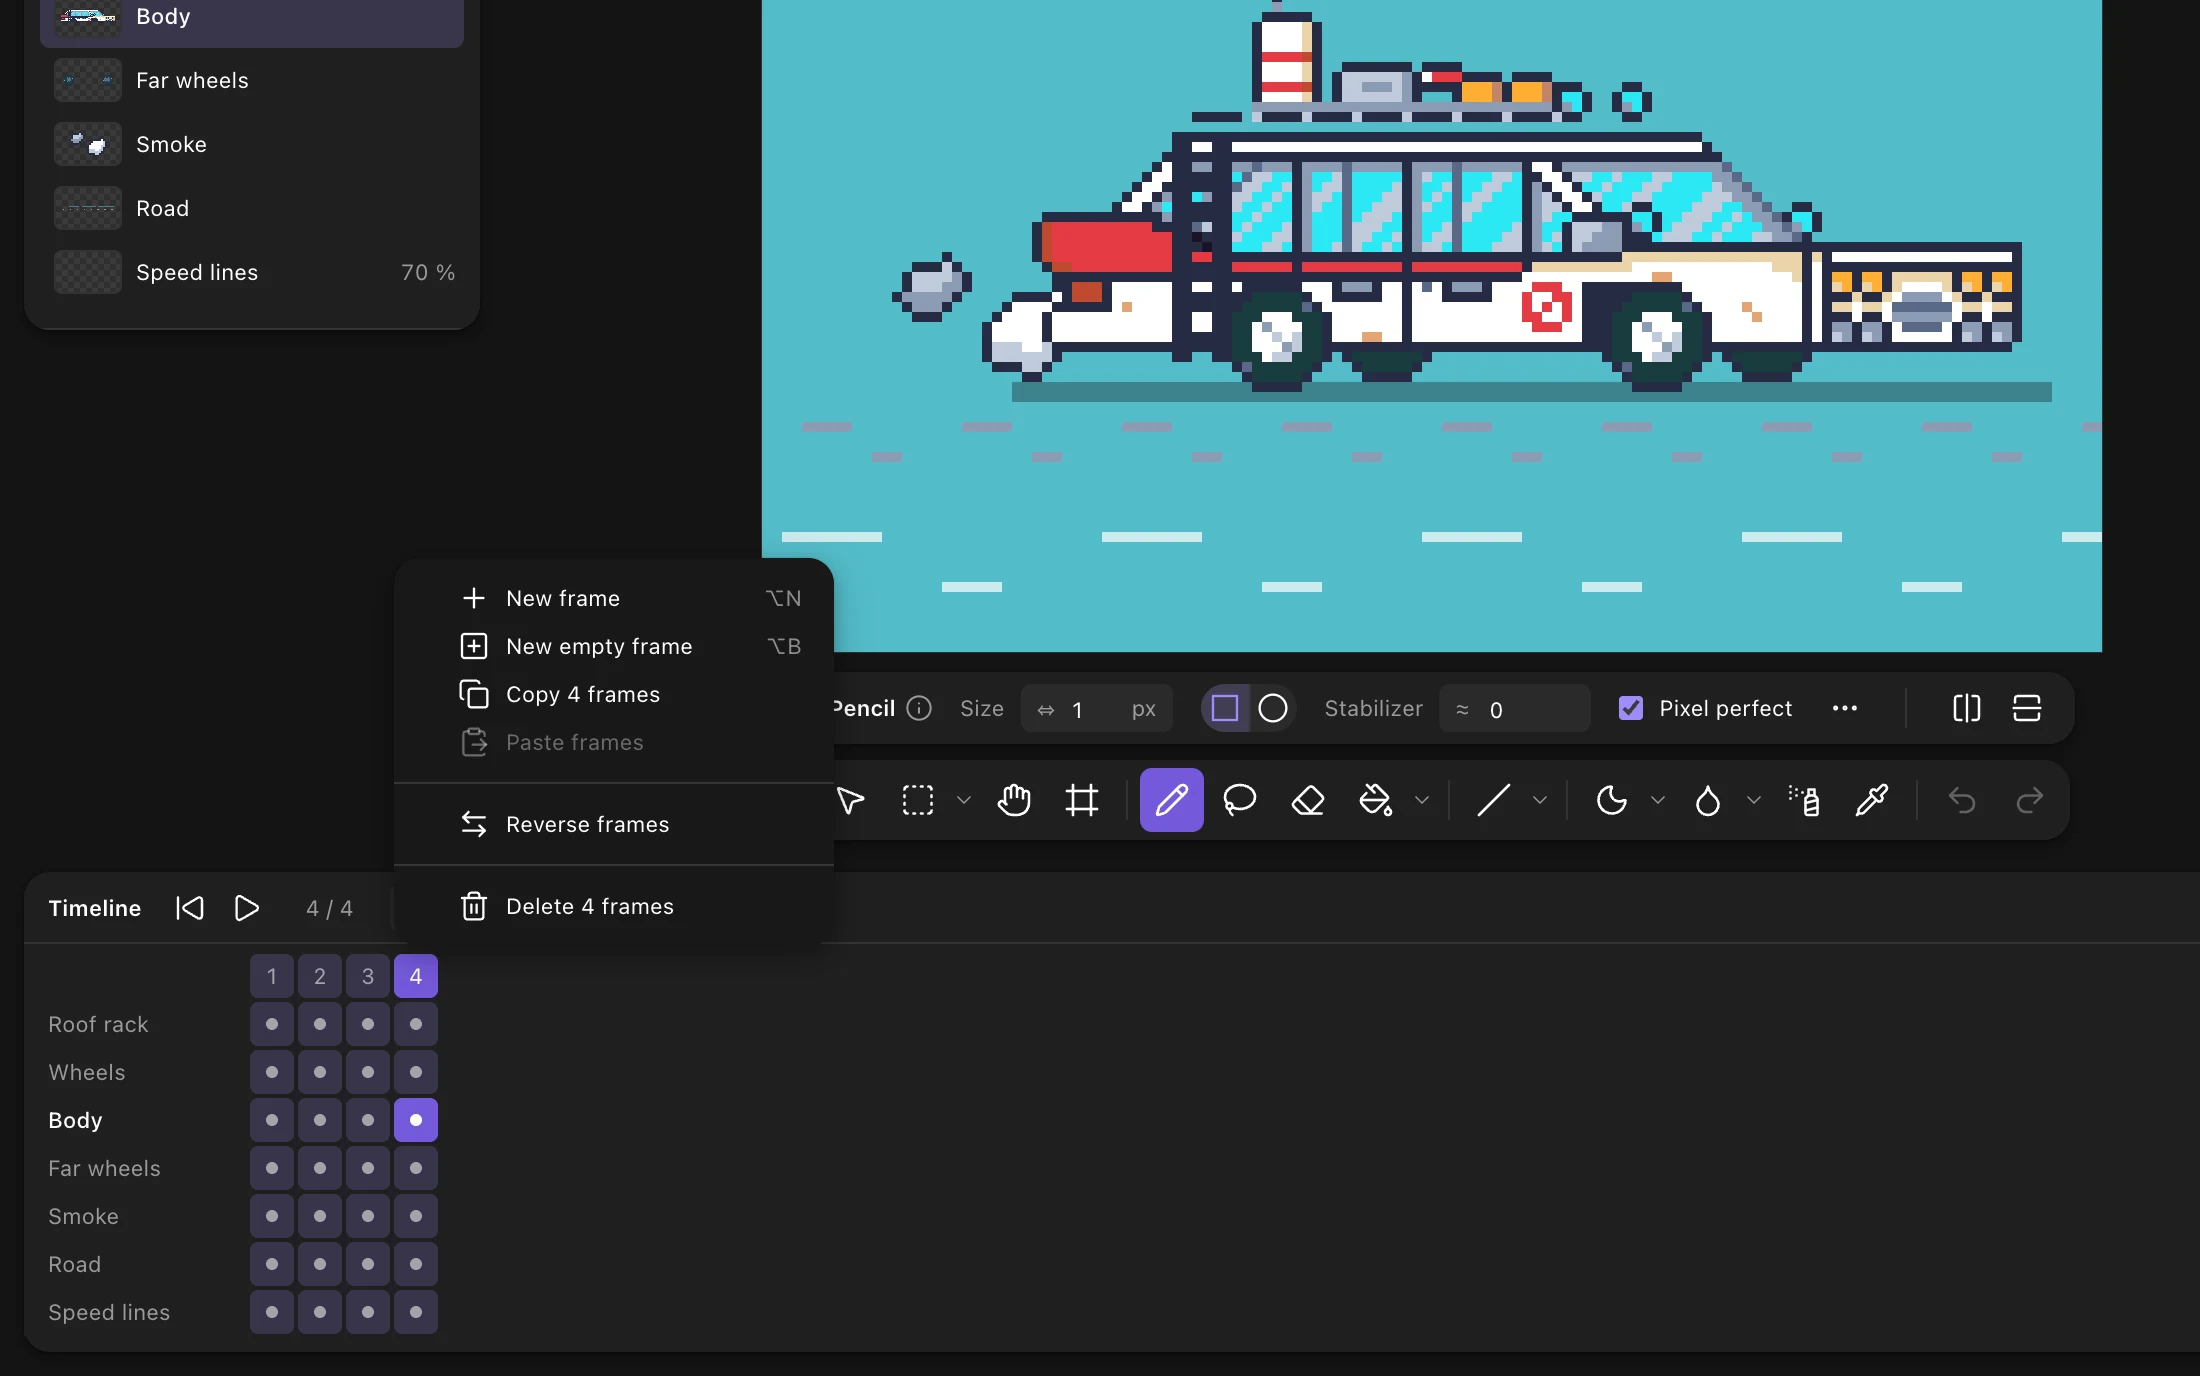 Body
Far wheels
Smoke
Road
Speed lines 70 %
New frame ⌥N
New empty frame ⌥B
Copy 4 frames
Paste frames
Reverse frames
Delete 4 frames
Pencil Size 1 px Stabilizer ≈ 0 Pixel perfect
Timeline 4 / 4
1 2 3 4
Roof rack
Wheels
Body
Far wheels
Smoke
Road
Speed lines